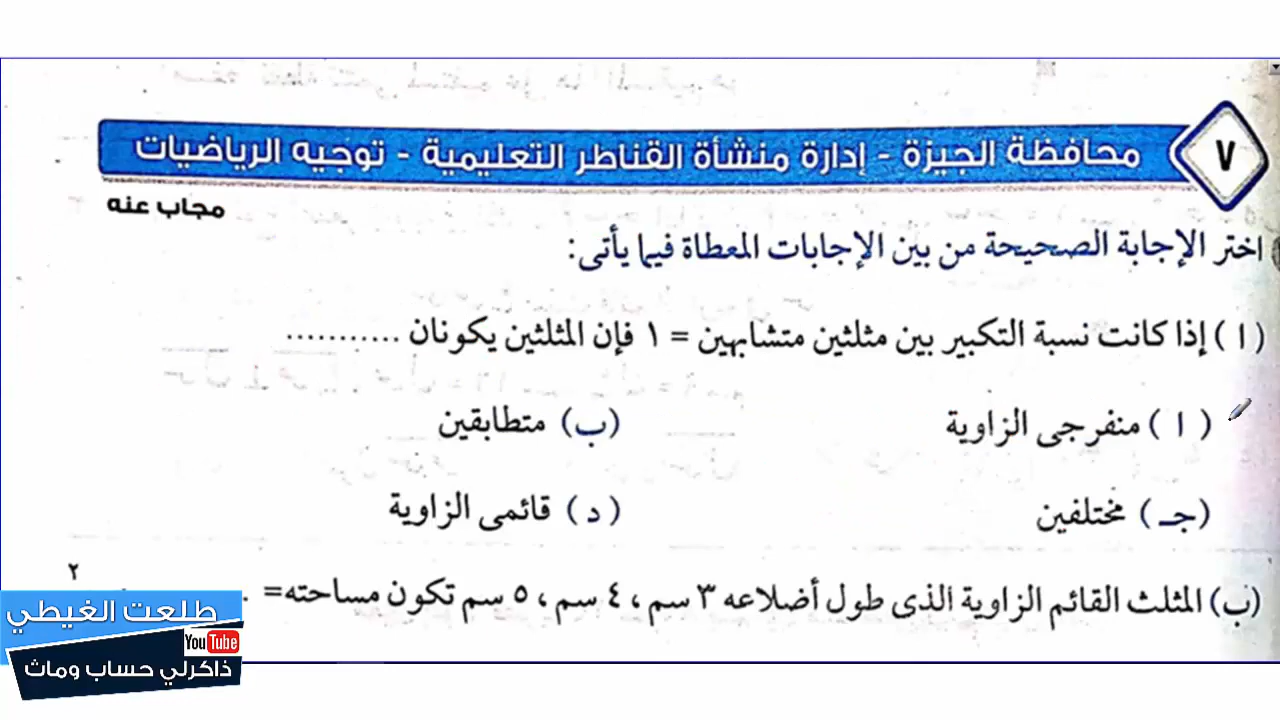 ٧
محافظة الجيزة - إدارة منشأة القناطر التعليمية - توجيه الرياضيات
مجاب عنه
اختر الإجابة الصحيحة من بين الإجابات المعطاة فيما يأتى:
(١) إذا كانت نسبة التكبير بين مثلثين متشابهين = ١ فإن المثلثين يكونان ...........
(١) منفرجى الزاوية (ب) متطابقين
(جـ) مختلفين (د) قائمى الزاوية
(ب) المثلث القائم الزاوية الذى طول أضلاعه ٣ سم ، ٤ سم ، ٥ سم تكون مساحته= . ٢
طلعت الغيطي
YouTube
ذاكرلي حساب وماث